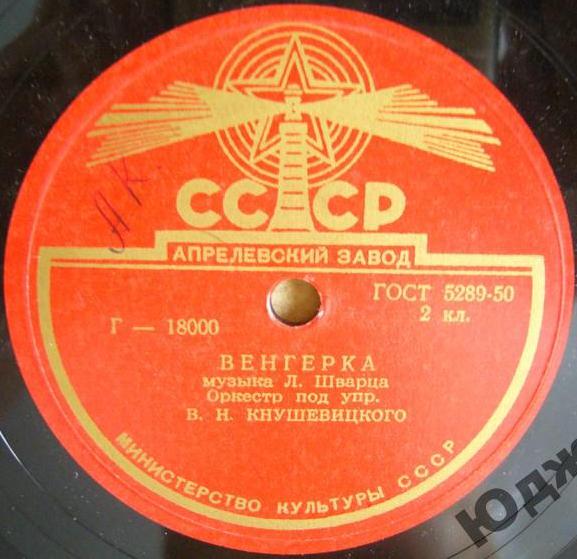 СССР
АПРЕЛЕВСКИЙ ЗАВОД
ГОСТ 5289-50
2 кл.
Г — 18000
ВЕНГЕРКА
музыка Л. Шварца
Оркестр под упр.
В. Н. КНУШЕВИЦКОГО
МИНИСТЕРСТВО КУЛЬТУРЫ СССР
АК.